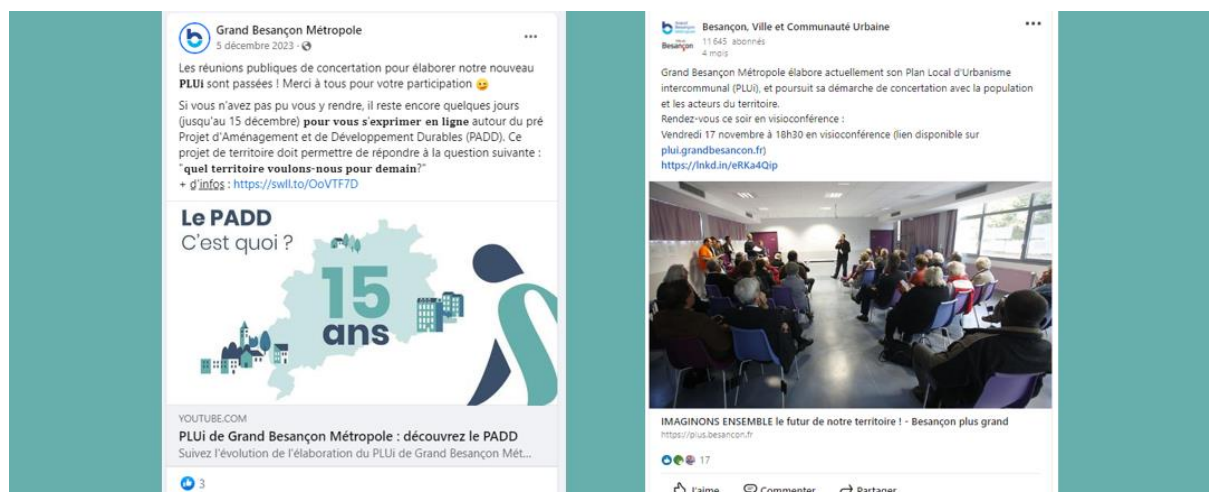 Grand Besançon Métropole
5 décembre 2023
Les réunions publiques de concertation pour élaborer notre nouveau
PLUi sont passées ! Merci à tous pour votre participation 😉
Si vous n'avez pas pu vous y rendre, il reste encore quelques jours
(jusqu'au 15 décembre) pour vous s'exprimer en ligne autour du pré
Projet d'Aménagement et de Développement Durables (PADD). Ce
projet de territoire doit permettre de répondre à la question suivante :
"quel territoire voulons-nous pour demain?"
+ d'infos : https://swll.to/OoVTF7D
Le PADD
C'est quoi ?
15
ans
YOUTUBE.COM
PLUi de Grand Besançon Métropole : découvrez le PADD
Suivez l'évolution de l'élaboration du PLUi de Grand Besançon Mét...
3
Grand
Besançon
Métropole
Besançon
Besançon, Ville et Communauté Urbaine
11 645 abonnés
4 mois
Grand Besançon Métropole élabore actuellement son Plan Local d'Urbanisme
intercommunal (PLUi), et poursuit sa démarche de concertation avec la population
et les acteurs du territoire.
Rendez-vous ce soir en visioconférence :
Vendredi 17 novembre à 18h30 en visioconférence (lien disponible sur
plui.grandbesancon.fr)
https://lnkd.in/eRKa4Qip
IMAGINONS ENSEMBLE le futur de notre territoire ! - Besançon plus grand
https://plus.besancon.fr
17
J'aime Commenter Partager